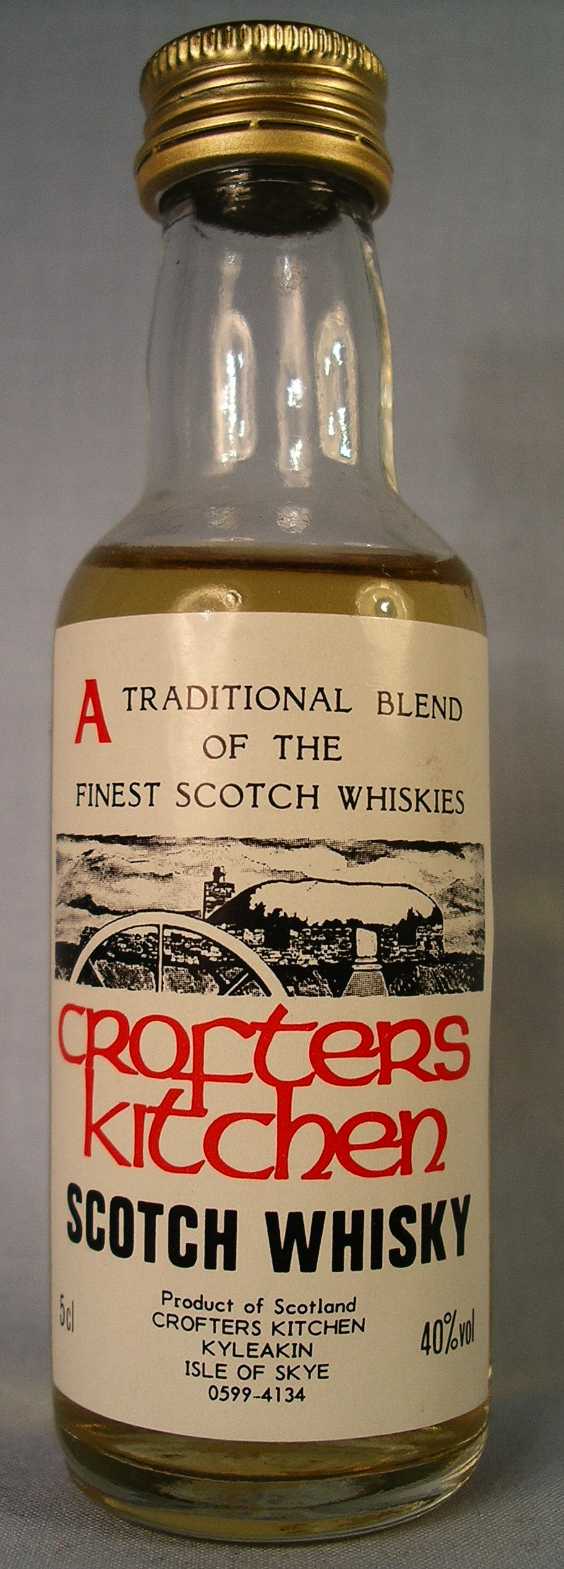 A TRADITIONAL BLEND
OF THE
FINEST SCOTCH WHISKIES
crofters
kitchen
SCOTCH WHISKY
5cl
Product of Scotland
CROFTERS KITCHEN
KYLEAKIN
ISLE OF SKYE
0599-4134
40%vol